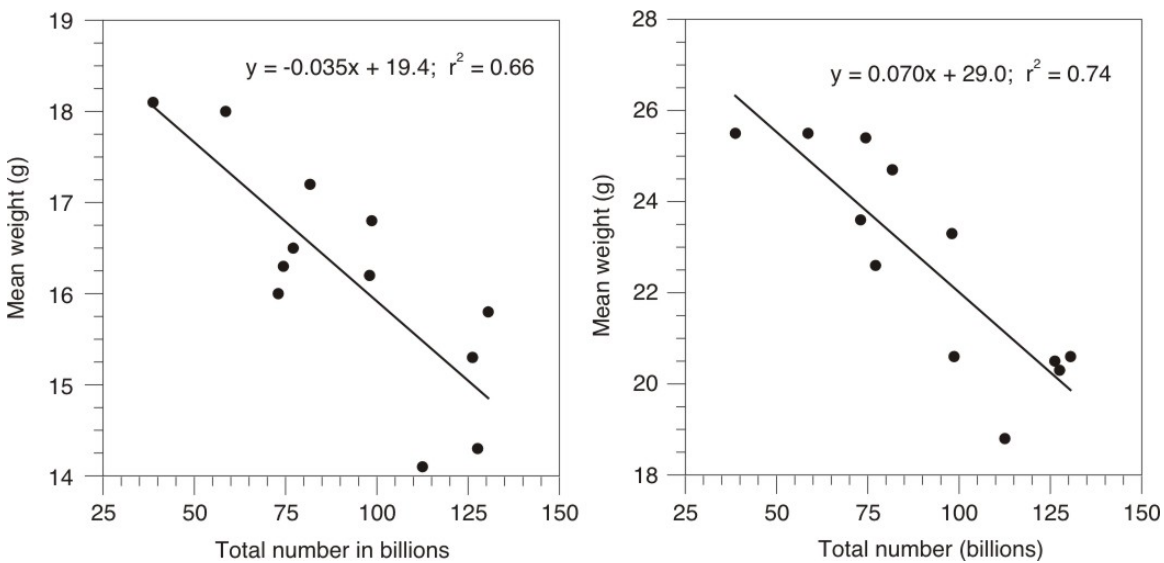 y = -0.035x + 19.4; r² = 0.66
19
18
17
16
15
14
Mean weight (g)
25 50 75 100 125 150
Total number in billions
y = 0.070x + 29.0; r² = 0.74
28
26
24
22
20
18
Mean weight (g)
25 50 75 100 125 150
Total number (billions)